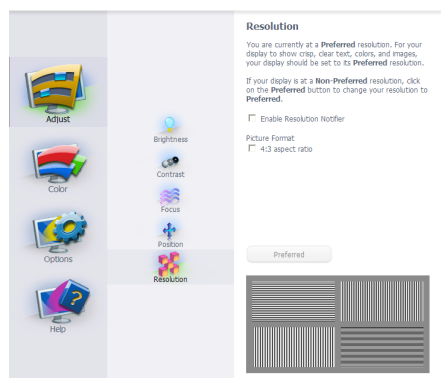 Adjust
Color
Options
?
Help
Brightness
Contrast
Focus
Position
Resolution
Resolution
You are currently at a Preferred resolution. For your
display to show crisp, clear text, colors, and images,
your display should be set to its Preferred resolution.
If your display is at a Non-Preferred resolution, click
on the Preferred button to change your resolution to
Preferred.
Enable Resolution Notifier
Picture Format
4:3 aspect ratio
Preferred